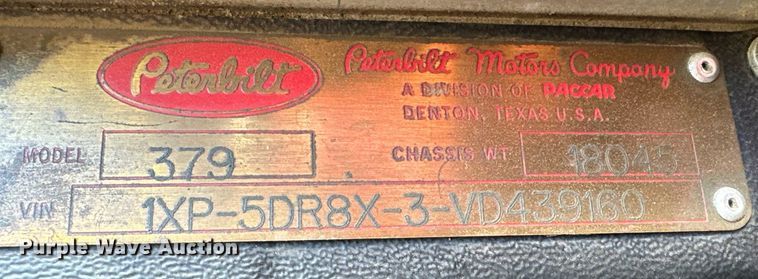 Peterbilt
Peterbilt Motors Company
A DIVISION OF PACCAR
DENTON, TEXAS U.S.A.
MODEL 379 CHASSIS WT 18045
VIN 1XP-5DR8X-3-VD439160
Purple Wave Auction